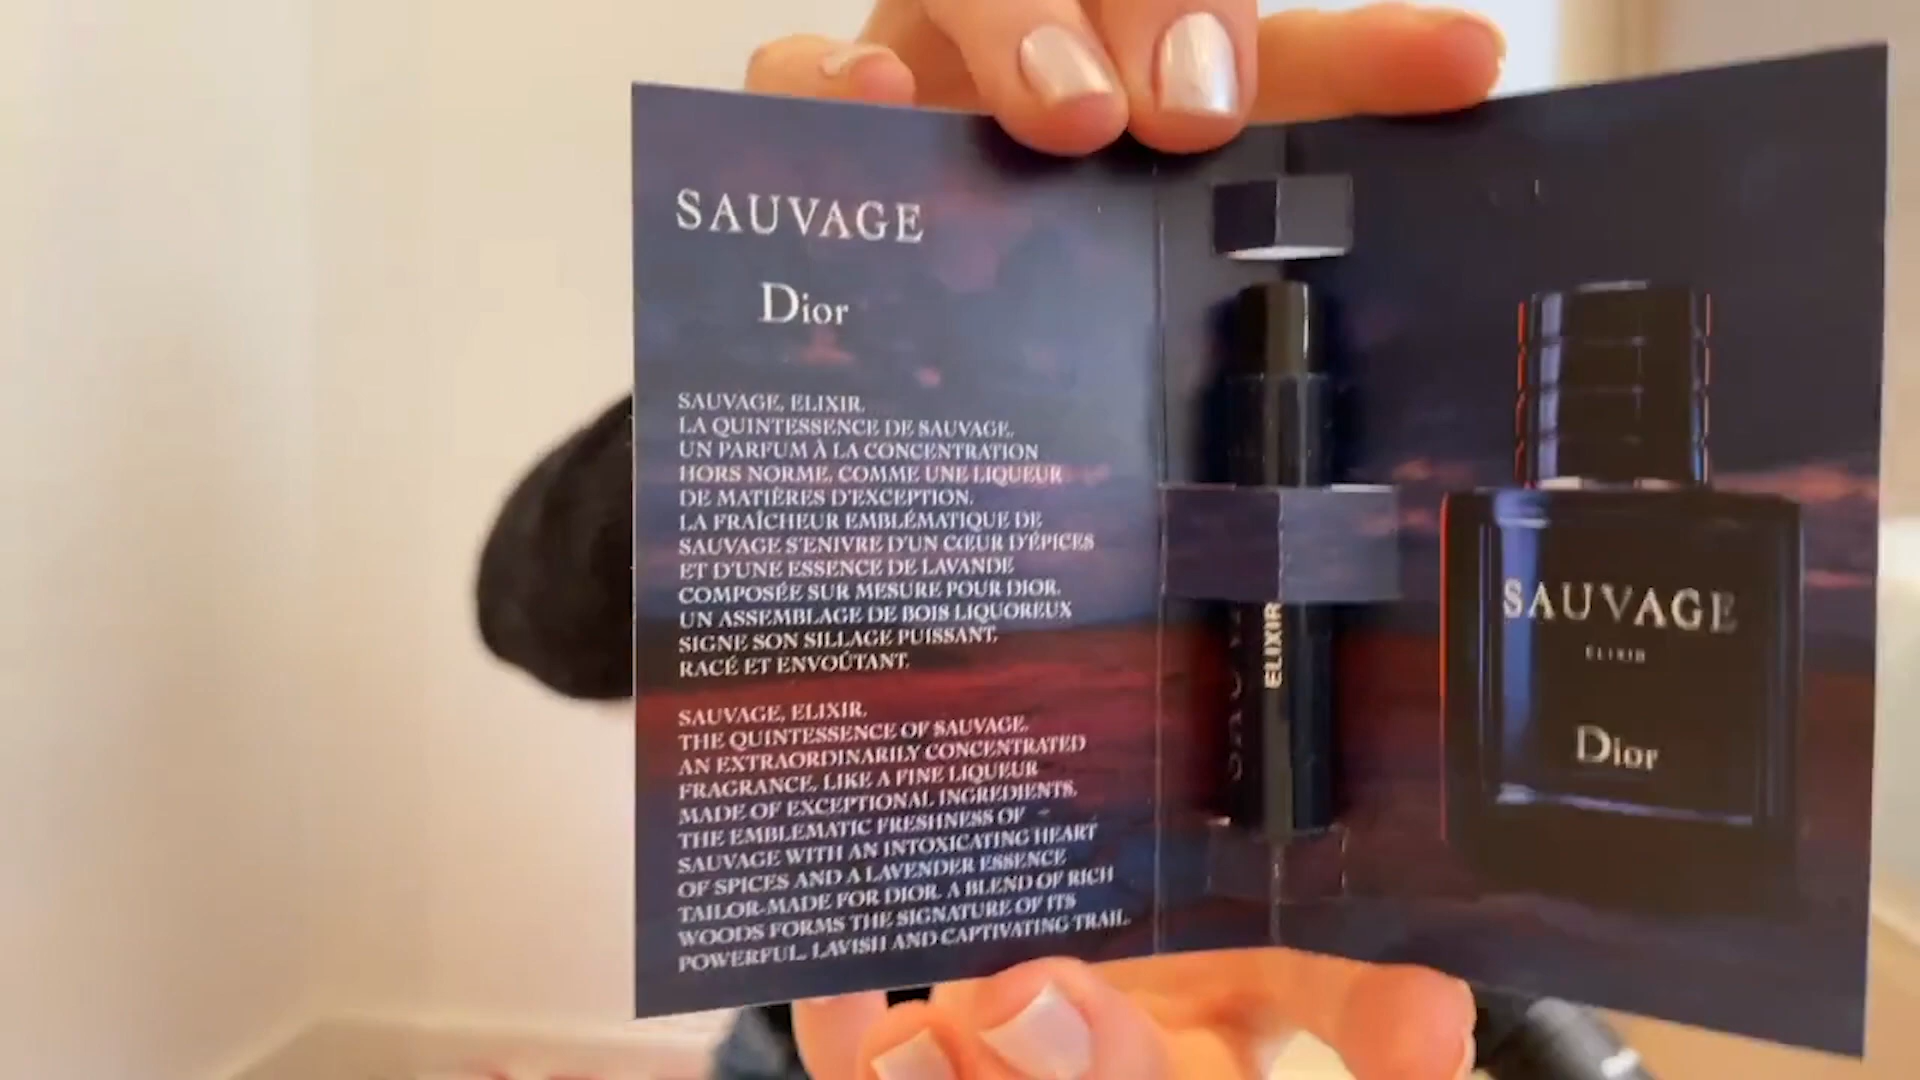 SAUVAGE
Dior
SAUVAGE, ELIXIR.
LA QUINTESSENCE DE SAUVAGE.
UN PARFUM À LA CONCENTRATION
HORS NORME, COMME UNE LIQUEUR
DE MATIÈRES D'EXCEPTION.
LA FRAÎCHEUR EMBLÉMATIQUE DE
SAUVAGE S'ENIVRE D'UN CŒUR D'ÉPICES
ET D'UNE ESSENCE DE LAVANDE
COMPOSÉE SUR MESURE POUR DIOR.
UN ASSEMBLAGE DE BOIS LIQUOREUX
SIGNE SON SILLAGE PUISSANT,
RACÉ ET ENVOÛTANT.
SAUVAGE, ELIXIR.
THE QUINTESSENCE OF SAUVAGE.
AN EXTRAORDINARILY CONCENTRATED
FRAGRANCE, LIKE A FINE LIQUEUR
MADE OF EXCEPTIONAL INGREDIENTS.
THE EMBLEMATIC FRESHNESS OF
SAUVAGE WITH AN INTOXICATING HEART
OF SPICES AND A LAVENDER ESSENCE
TAILOR-MADE FOR DIOR. A BLEND OF RICH
WOODS FORMS THE SIGNATURE OF ITS
POWERFUL, LAVISH AND CAPTIVATING TRAIL.
ELIXIR
SAUVAGE
ELIXIR
Dior